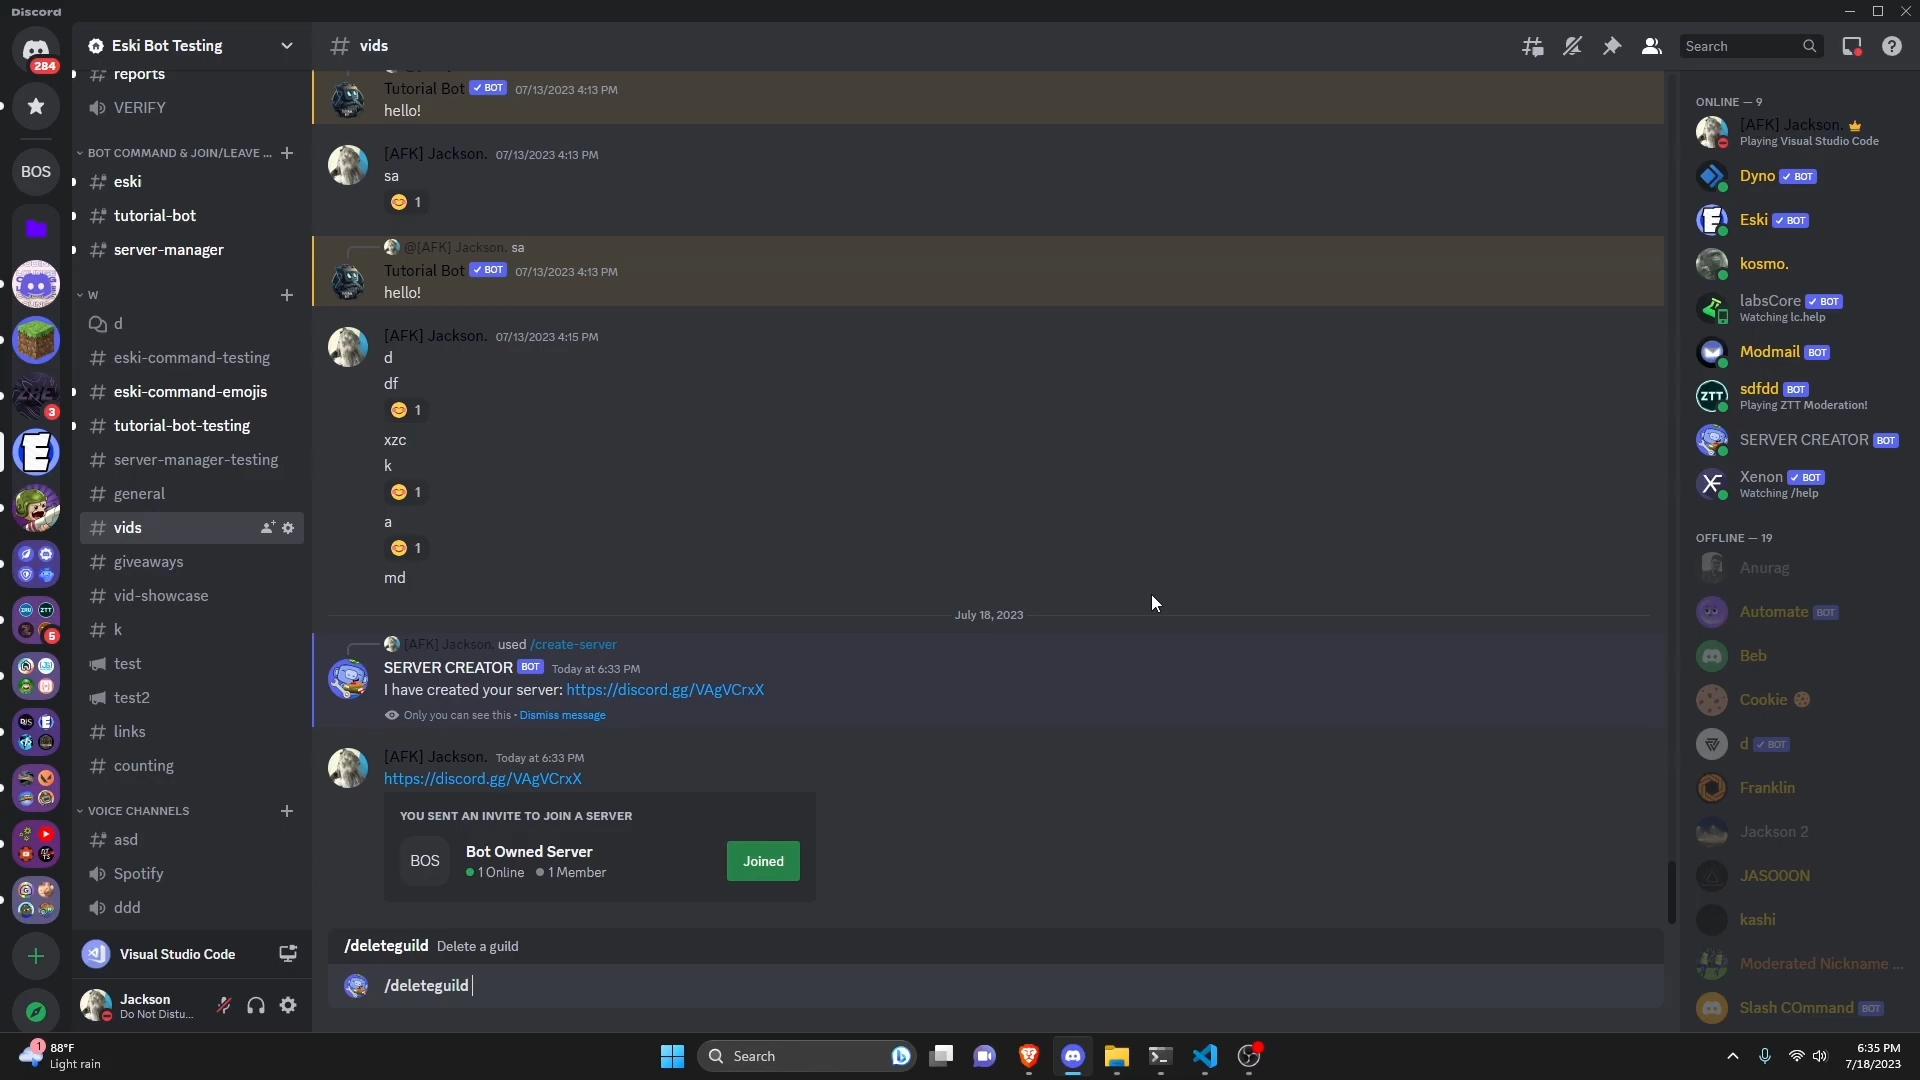 Discord
284
Eski Bot Testing
reports
VERIFY
BOT COMMAND & JOIN/LEAVE ...
BOS
eski
tutorial-bot
server-manager
W
d
eski-command-testing
eski-command-emojis
3
tutorial-bot-testing
server-manager-testing
general
vids
giveaways
vid-showcase
k
5
test
test2
links
counting
VOICE CHANNELS
asd
Spotify
ddd
Visual Studio Code
Jackson
Do Not Distu...
# vids
Search
Tutorial Bot ✓ BOT 07/13/2023 4:13 PM
hello!
[AFK] Jackson. 07/13/2023 4:13 PM
sa
😊 1
@[AFK] Jackson. sa
Tutorial Bot ✓ BOT 07/13/2023 4:13 PM
hello!
[AFK] Jackson. 07/13/2023 4:15 PM
d
df
😊 1
xzc
k
😊 1
a
😊 1
md
July 18, 2023
[AFK] Jackson. used /create-server
SERVER CREATOR BOT Today at 6:33 PM
I have created your server: https://discord.gg/VAgVCrxX
Only you can see this • Dismiss message
[AFK] Jackson. Today at 6:33 PM
https://discord.gg/VAgVCrxX
YOU SENT AN INVITE TO JOIN A SERVER
BOS
Bot Owned Server
1 Online 1 Member
Joined
/deleteguild Delete a guild
/deleteguild
ONLINE — 9
[AFK] Jackson.
Playing Visual Studio Code
Dyno ✓ BOT
Eski ✓ BOT
kosmo.
labsCore ✓ BOT
Watching lc.help
Modmail BOT
ZTT
sdfdd BOT
Playing ZTT Moderation!
SERVER CREATOR BOT
Xenon ✓ BOT
Watching /help
OFFLINE — 19
Anurag
Automate BOT
Beb
Cookie 🍪
d ✓ BOT
Franklin
Jackson 2
JASO0ON
kashi
Moderated Nickname ...
Slash COmmand BOT
1
88°F
Light rain
Search
6:35 PM
7/18/2023